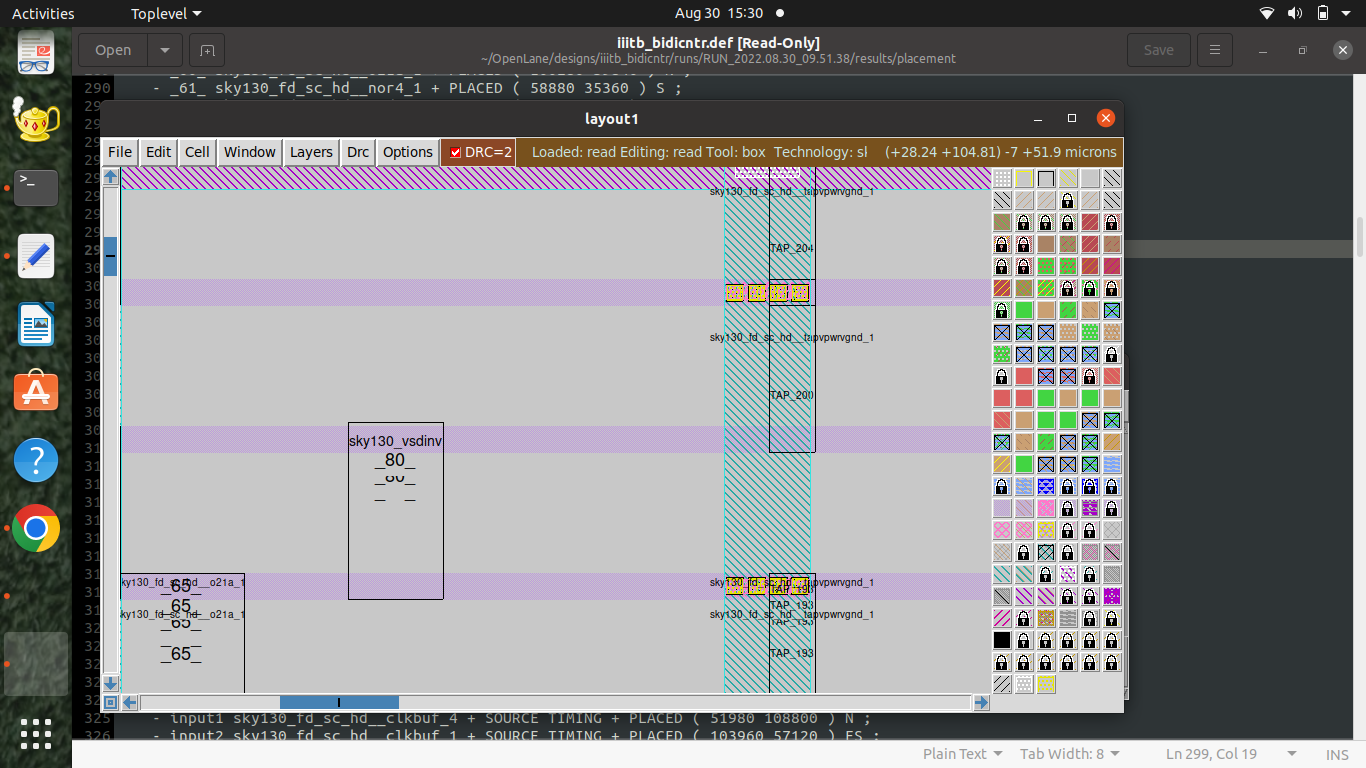 Activities
Toplevel
Aug 30 15:30
Open
iiitb_bidicntr.def [Read-Only]
~/OpenLane/designs/iiitb_bidicntr/runs/RUN_2022.08.30_09.51.38/results/placement
Save
290 - _61_ sky130_fd_sc_hd__nor4_1 + PLACED ( 58880 35360 ) S ;
layout1
File Edit Cell Window Layers Drc Options DRC=2 Loaded: read Editing: read Tool: box Technology: sl (+28.24 +104.81) -7 +51.9 microns
sky130_fd_sc_hd__tapvpwrvgnd_1
TAP_204
sky130_fd_sc_hd__tapvpwrvgnd_1
TAP_200
sky130_vsdinv
_80_
_80_
sky130_fd_sc_hd__o21a_1
_65_
_65_
sky130_fd_sc_hd__o21a_1
_65_
_65_
sky130_fd_sc_hd__tapvpwrvgnd_1
TAP_193
TAP_193
sky130_fd_sc_hd__tapvpwrvgnd_1
TAP_193
TAP_193
325 - input1 sky130_fd_sc_hd__clkbuf_4 + SOURCE TIMING + PLACED ( 51980 108800 ) N ;
326 - input2 sky130_fd_sc_hd__clkbuf_1 + SOURCE TIMING + PLACED ( 103960 57120 ) FS ;
Plain Text Tab Width: 8 Ln 299, Col 19 INS